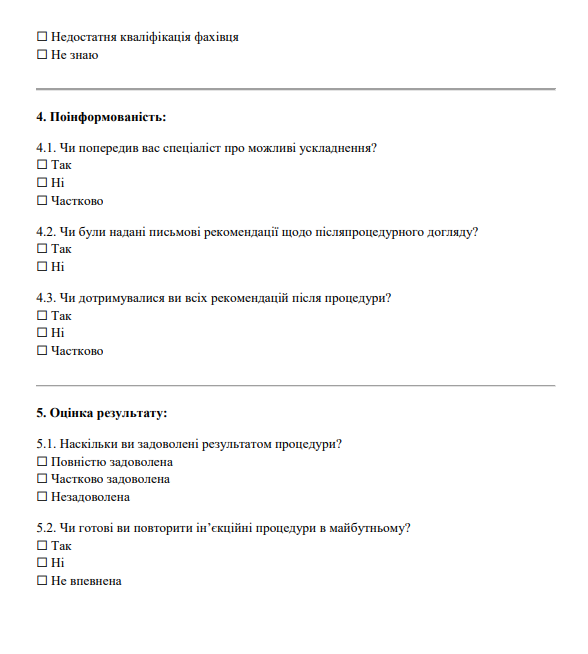 ☐ Недостатня кваліфікація фахівця
☐ Не знаю
4. Поінформованість:
4.1. Чи попередив вас спеціаліст про можливі ускладнення?
☐ Так
☐ Ні
☐ Частково
4.2. Чи були надані письмові рекомендації щодо післяпроцедурного догляду?
☐ Так
☐ Ні
4.3. Чи дотримувалися ви всіх рекомендацій після процедури?
☐ Так
☐ Ні
☐ Частково
5. Оцінка результату:
5.1. Наскільки ви задоволені результатом процедури?
☐ Повністю задоволена
☐ Частково задоволена
☐ Незадоволена
5.2. Чи готові ви повторити ін’єкційні процедури в майбутньому?
☐ Так
☐ Ні
☐ Не впевнена